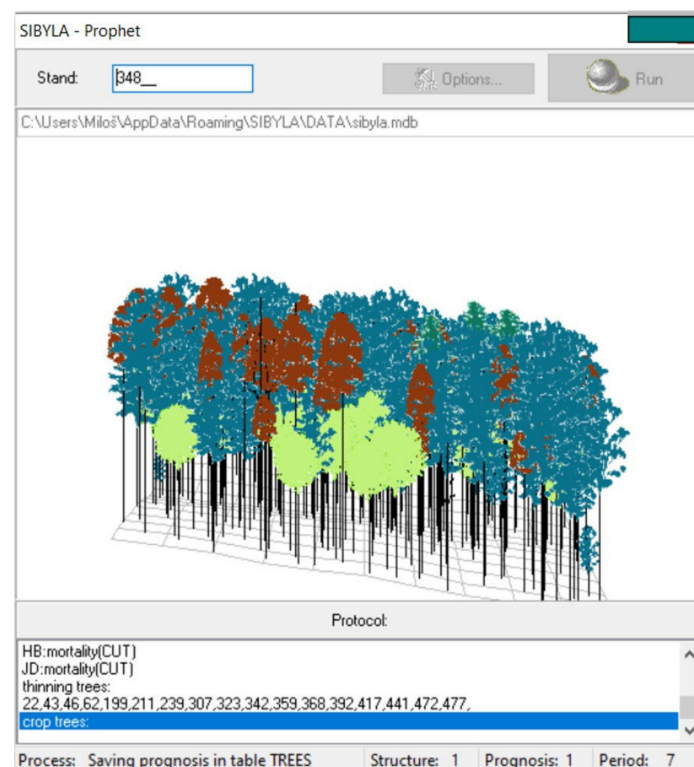 SIBYLA - Prophet
Stand: 348__ Options... Run
C:\Users\Miloš\AppData\Roaming\SIBYLA\DATA\sibyla.mdb
Protocol:
HB:mortality(CUT)
JD:mortality(CUT)
thinning trees:
22,43,46,62,199,211,239,307,323,342,359,368,392,417,441,472,477,
crop trees:
Process: Saving prognosis in table TREES Structure: 1 Prognosis: 1 Period: 7